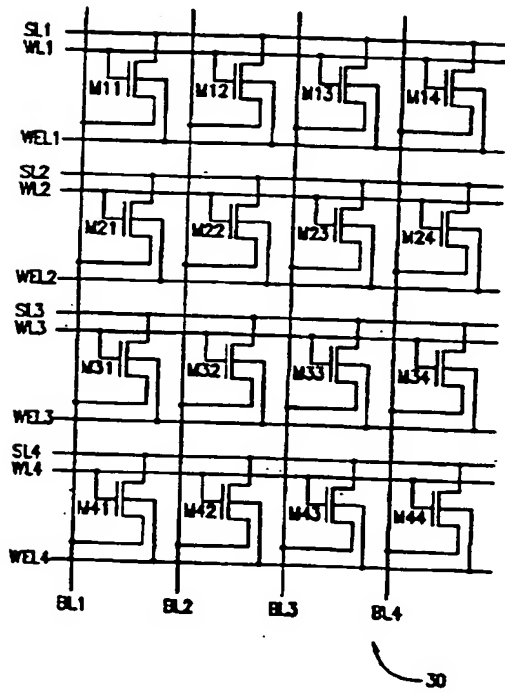 SL1
WL1
M11 M12 M13 M14
WEL1
SL2
WL2
M21 M22 M23 M24
WEL2
SL3
WL3
M31 M32 M33 M34
WEL3
SL4
WL4
M41 M42 M43 M44
WEL4
BL1 BL2 BL3 BL4
30